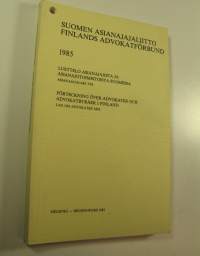 SUOMEN ASIANAJAJALIITTO
FINLANDS ADVOKATFÖRBUND
1985
LUETTELO ASIANAJAJISTA JA
ASIANAJOTOIMISTOISTA SUOMESSA
FÖRTECKNING ÖVER ADVOKATER OCH
ADVOKATBYRÅER I FINLAND
HELSINKI — HELSINGFORS 1985